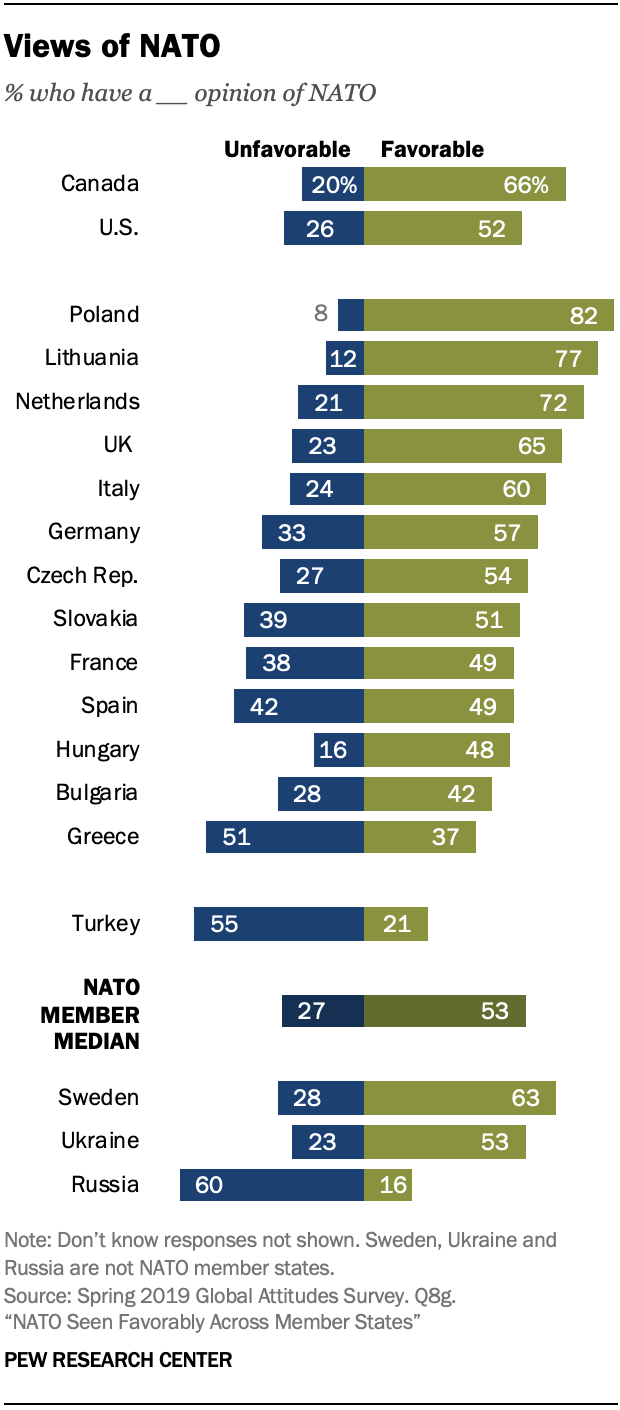 Views of NATO
% who have a __ opinion of NATO
Unfavorable Favorable
Canada 20% 66%
U.S. 26 52
Poland 8 82
Lithuania 12 77
Netherlands 21 72
UK 23 65
Italy 24 60
Germany 33 57
Czech Rep. 27 54
Slovakia 39 51
France 38 49
Spain 42 49
Hungary 16 48
Bulgaria 28 42
Greece 51 37
Turkey 55 21
NATO
MEMBER 27 53
MEDIAN
Sweden 28 63
Ukraine 23 53
Russia 60 16
Note: Don’t know responses not shown. Sweden, Ukraine and
Russia are not NATO member states.
Source: Spring 2019 Global Attitudes Survey. Q8g.
“NATO Seen Favorably Across Member States”
PEW RESEARCH CENTER